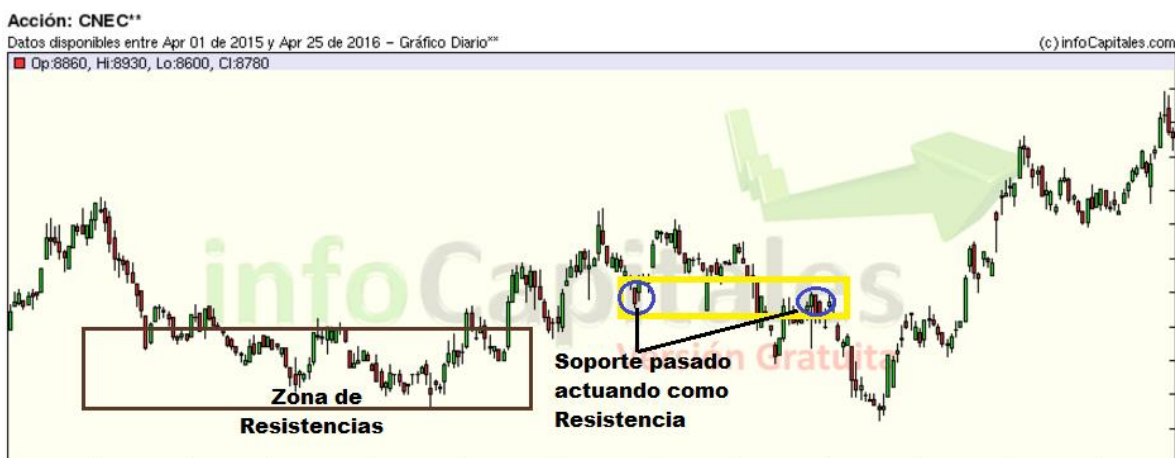 Acción: CNEC**
Datos disponibles entre Apr 01 de 2015 y Apr 25 de 2016 – Gráfico Diario**
(c) infoCapitales.com
Op:8860, Hi:8930, Lo:8600, Cl:8780
infoCapitales
Versión Gratuita
Soporte pasado
actuando como
Resistencia
Zona de
Resistencias